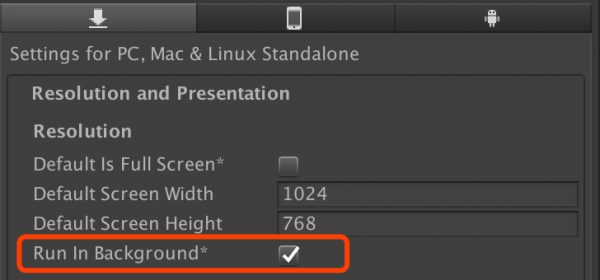 Settings for PC, Mac & Linux Standalone
Resolution and Presentation
Resolution
Default Is Full Screen*
Default Screen Width 1024
Default Screen Height 768
Run In Background*